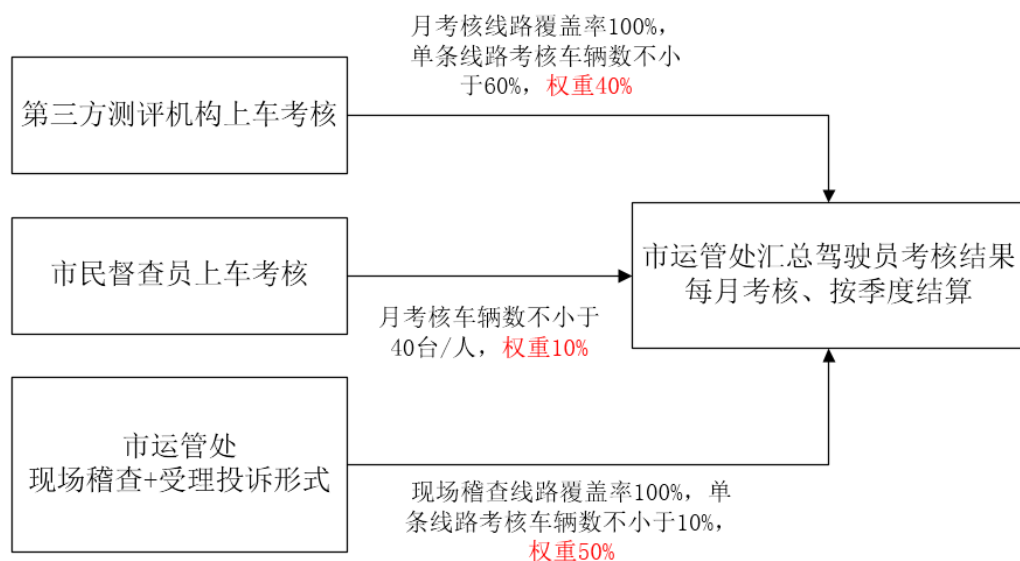 月考核线路覆盖率100%，
单条线路考核车辆数不小
于60%，权重40%
第三方测评机构上车考核
市民督查员上车考核
月考核车辆数不小于
40台/人，权重10%
市运管处汇总驾驶员考核结果
每月考核、按季度结算
市运管处
现场稽查+受理投诉形式
现场稽查线路覆盖率100%，单
条线路考核车辆数不小于10%，
权重50%